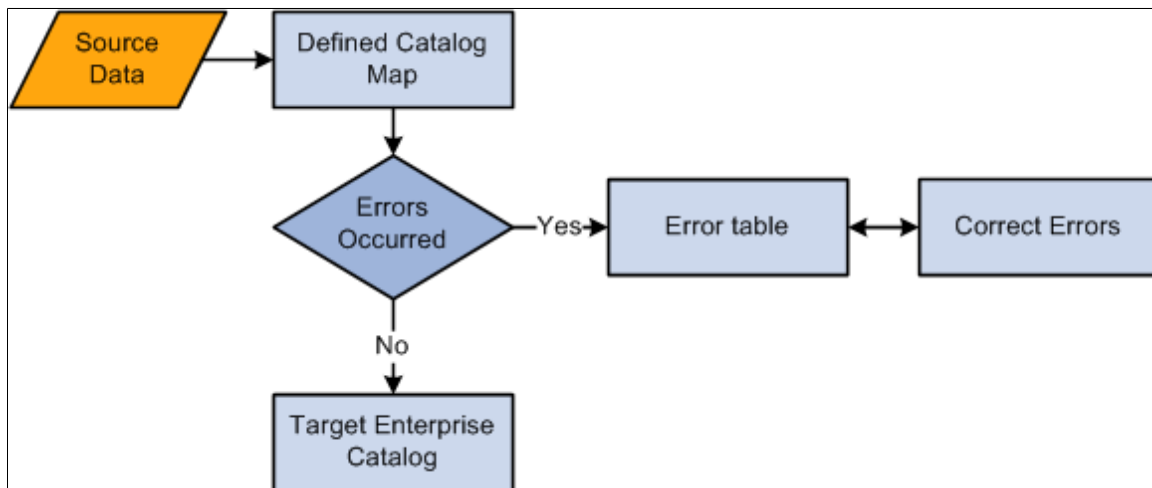 Source
Data
Defined Catalog
Map
Errors
Occurred
Yes
Error table
Correct Errors
No
Target Enterprise
Catalog